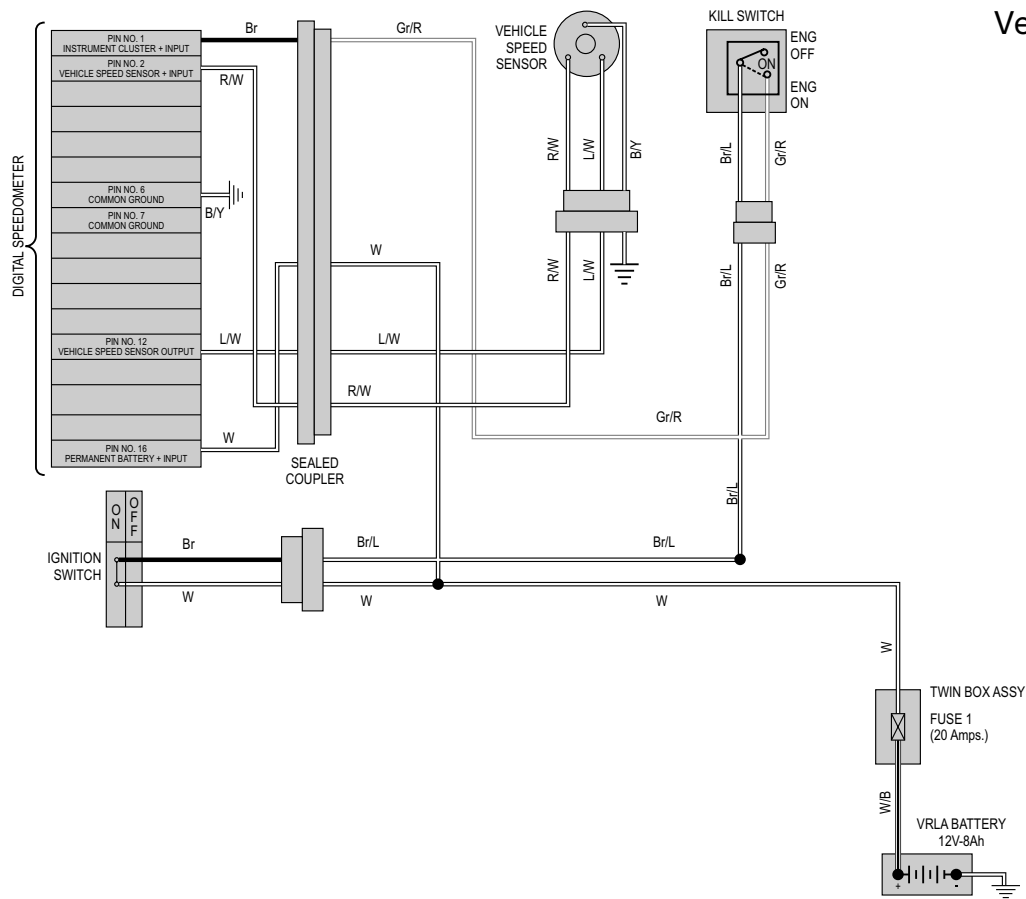 Ve
PIN NO. 1
INSTRUMENT CLUSTER + INPUT
PIN NO. 2
VEHICLE SPEED SENSOR + INPUT
PIN NO. 6
COMMON GROUND
PIN NO. 7
COMMON GROUND
PIN NO. 12
VEHICLE SPEED SENSOR OUTPUT
PIN NO. 16
PERMANENT BATTERY + INPUT
DIGITAL SPEEDOMETER
Br
R/W
B/Y
L/W
W
SEALED
COUPLER
Gr/R
W
L/W
R/W
Gr/R
VEHICLE
SPEED
SENSOR
R/W
L/W
B/Y
R/W
L/W
KILL SWITCH
ENG
OFF
ON
ENG
ON
Br/L
Gr/R
Br/L
Gr/R
Br/L
ON
OFF
IGNITION
SWITCH
Br
Br/L
Br/L
W
W
W
W
TWIN BOX ASSY
FUSE 1
(20 Amps.)
W/B
VRLA BATTERY
12V-8Ah
+
-